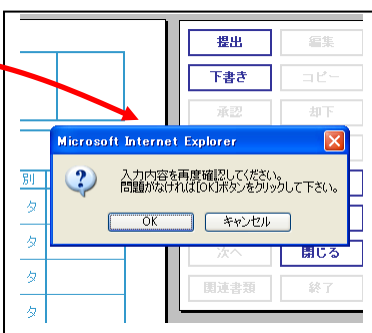 提出 編集
下書き コピー
承認 却下
Microsoft Internet Explorer
入力内容を再度確認してください。
問題がなければ[OK]ボタンをクリックして下さい。
OK キャンセル
別
タ
タ
タ
タ
次へ 閉じる
関連書類 終了